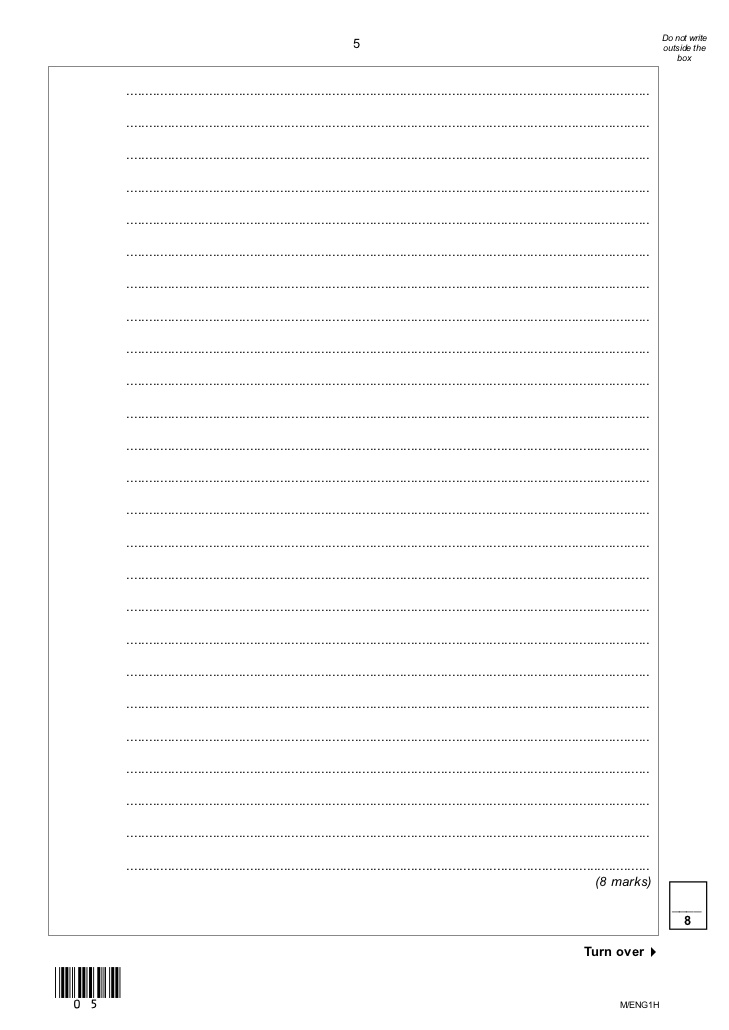 5
Do not write
outside the
box
(8 marks)
8
Turn over
0 5
M/ENG1H